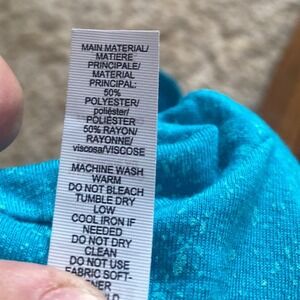 MAIN MATERIAL/
MATIERE
PRINCIPALE/
MATERIAL
PRINCIPAL:
50%
POLYESTER/
poliéster/
POLIESTER
50% RAYON/
RAYONNE/
viscosa/VISCOSE
MACHINE WASH
WARM
DO NOT BLEACH
TUMBLE DRY
LOW
COOL IRON IF
NEEDED
DO NOT DRY
CLEAN
DO NOT USE
FABRIC SOFT-